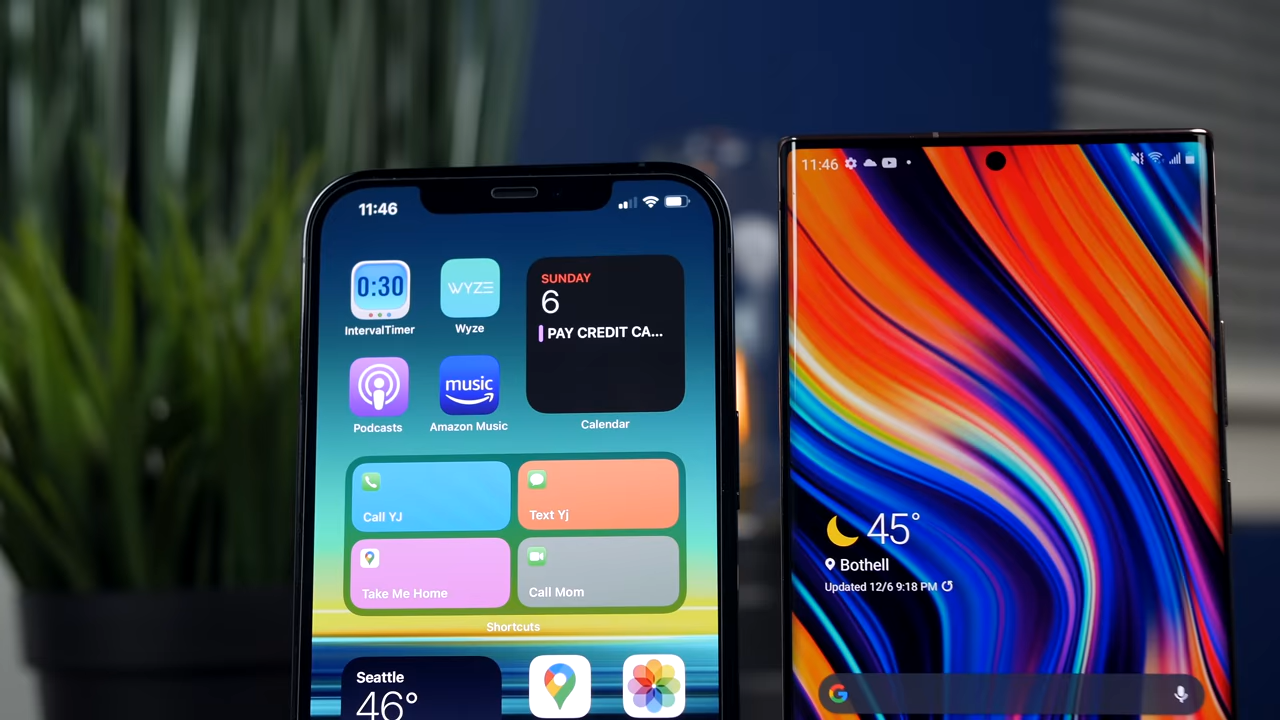 11:46
0:30
IntervalTimer
WYZE
Wyze
SUNDAY
6
PAY CREDIT CA...
Podcasts
music
Amazon Music
Calendar
Call YJ
Text Yj
Take Me Home
Call Mom
Shortcuts
Seattle
46°
11:46
45°
Bothell
Updated 12/6 9:18 PM
G